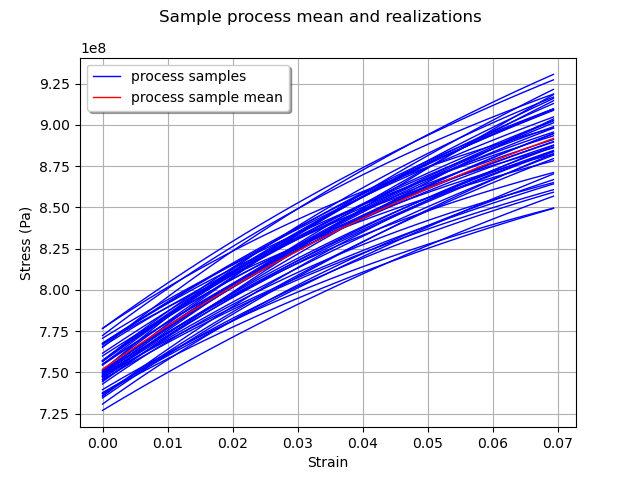 Sample process mean and realizations
1e8
process samples
process sample mean
9.25
9.00
8.75
8.50
8.25
8.00
7.75
7.50
7.25
Stress (Pa)
0.00 0.01 0.02 0.03 0.04 0.05 0.06 0.07
Strain